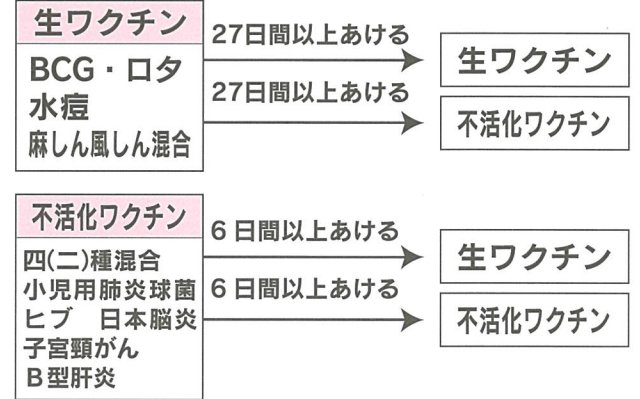 生ワクチン
BCG・ロタ
水痘
麻しん風しん混合
27日間以上あける
生ワクチン
27日間以上あける
不活化ワクチン
不活化ワクチン
四(二)種混合
小児用肺炎球菌
ヒブ 日本脳炎
子宮頸がん
B型肝炎
6日間以上あける
生ワクチン
6日間以上あける
不活化ワクチン